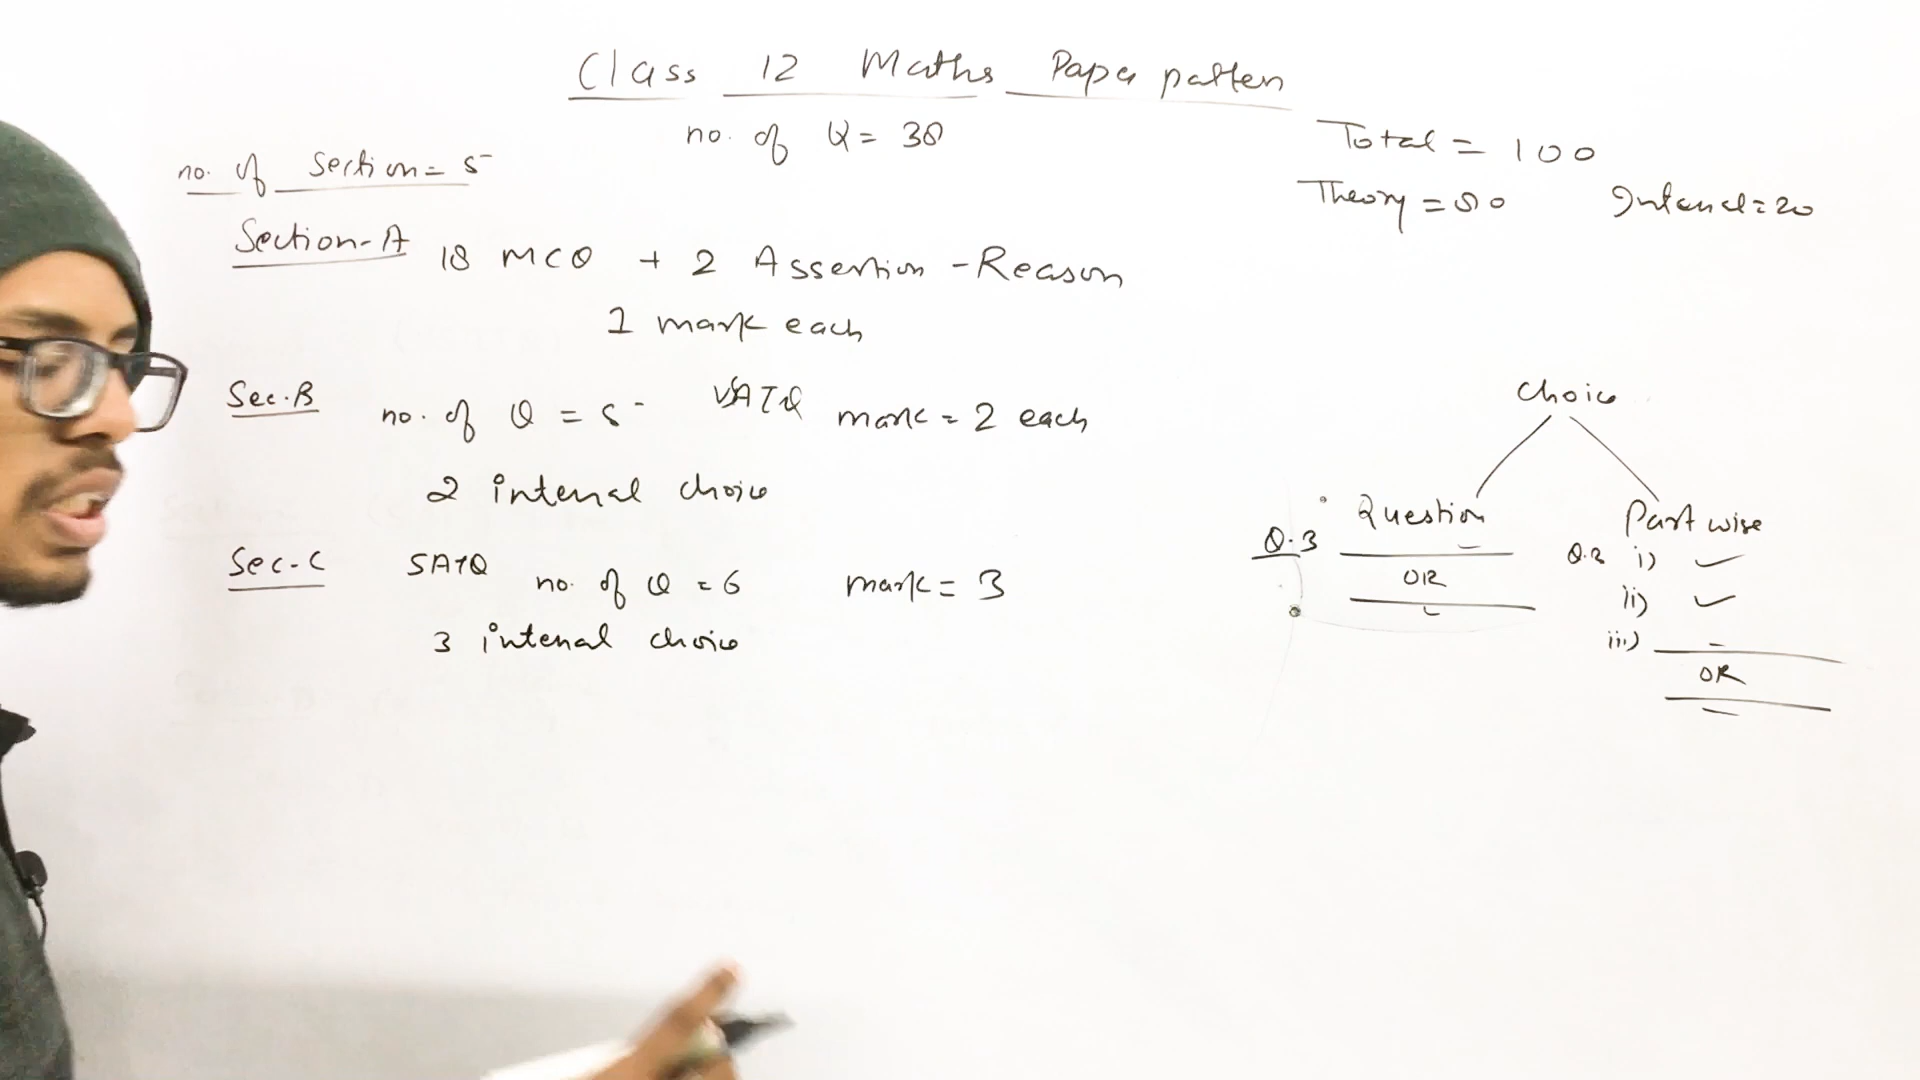 Class 12 Maths Paper pattern
no. of Q = 38
no. of Section = 5
Total = 100
Theory = 80 Internal = 20
Section-A 18 MCQ + 2 Assertion - Reason
1 mark each
Sec.B no. of Q = 5 VSATQ mark = 2 each
2 internal choice
Sec-C SATQ no. of Q = 6 mark = 3
3 internal choice
Choice
Question
Q.3
OR
Part wise
Q.2 i)
ii)
iii)
OR